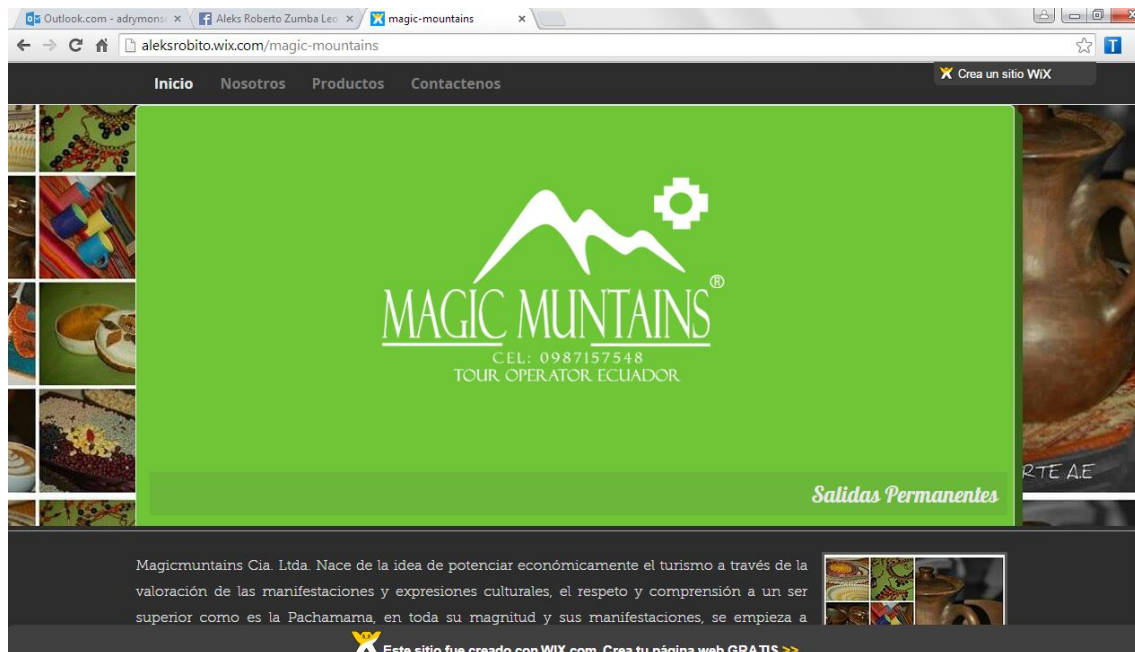 Outlook.com - adrymons
Aleks Roberto Zumba Leo
magic-mountains
aleksrobito.wix.com/magic-mountains
Crea un sitio WiX
Inicio Nosotros Productos Contactenos
MAGIC MUNTAINS®
CEL: 0987157548
TOUR OPERATOR ECUADOR
RTE A.E
Salidas Permanentes
Magicmuntains Cia. Ltda. Nace de la idea de potenciar económicamente el turismo a través de la
valoración de las manifestaciones y expresiones culturales, el respeto y comprensión a un ser
superior como es la Pachamama, en toda su magnitud y sus manifestaciones, se empieza a
Este sitio fue creado con WIX.com. Crea tu página web GRATIS >>